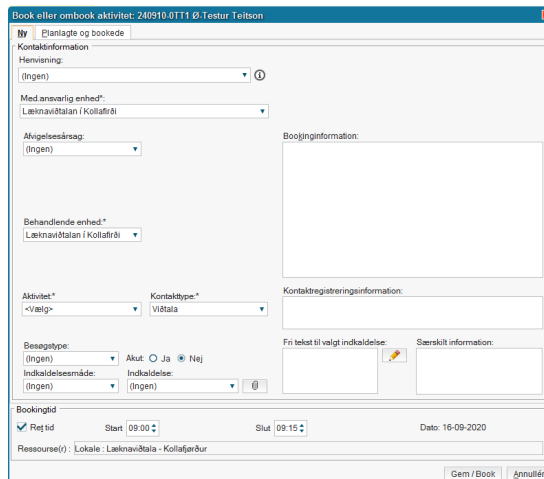 Book eller ombook aktivitet: 240910-0TT1 Ø-Testur Teitson
Ny Planlagte og bookede
Kontaktinformation
Henvisning:
(Ingen)
Med.ansvarlig enhed*:
Læknaviðtalan í Kollafirði
Afvigelsesårsag:
(Ingen)
Bookinginformation:
Behandlende enhed:*
Læknaviðtalan í Kollafirði
Aktivitet:* Kontakttype:*
<Vælg> Viðtala
Kontaktregistreringsinformation:
Besøgstype:
(Ingen) Akut: Ja Nej
Fri tekst til valgt indkaldelse: Særskilt information:
Indkaldelsesmåde: Indkaldelse:
(Ingen) (Ingen)
Bookingtid
Ret tid Start 09:00 Slut 09:15 Dato: 16-09-2020
Ressourse(r) : Lokale : Læknaviðtala - Kollafjørður
Gem / Book Annullér